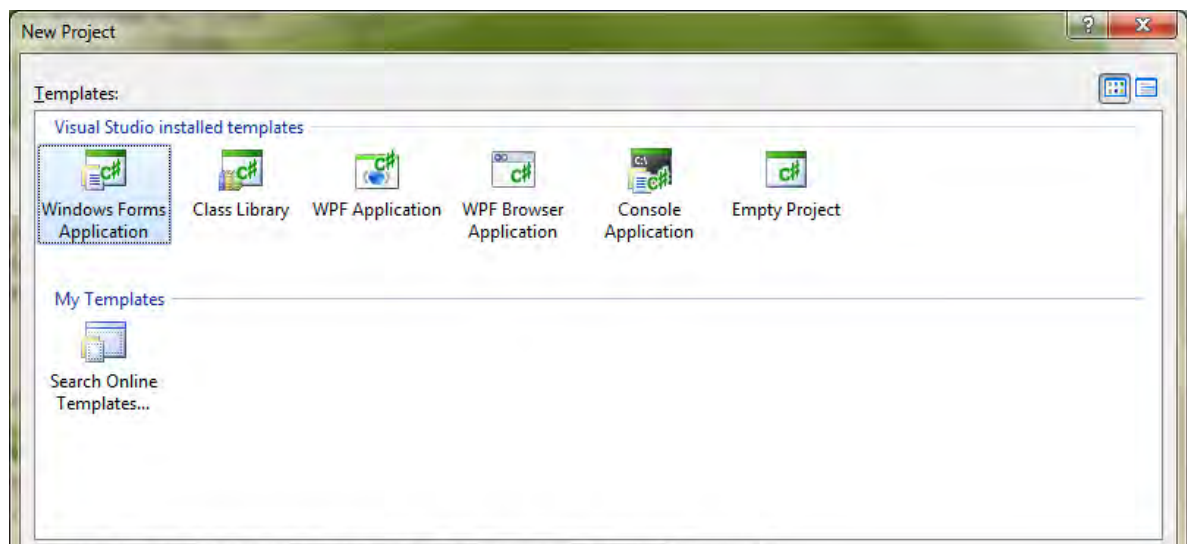 New Project
Templates:
Visual Studio installed templates
Windows Forms Application
Class Library
WPF Application
WPF Browser Application
Console Application
Empty Project
My Templates
Search Online Templates...